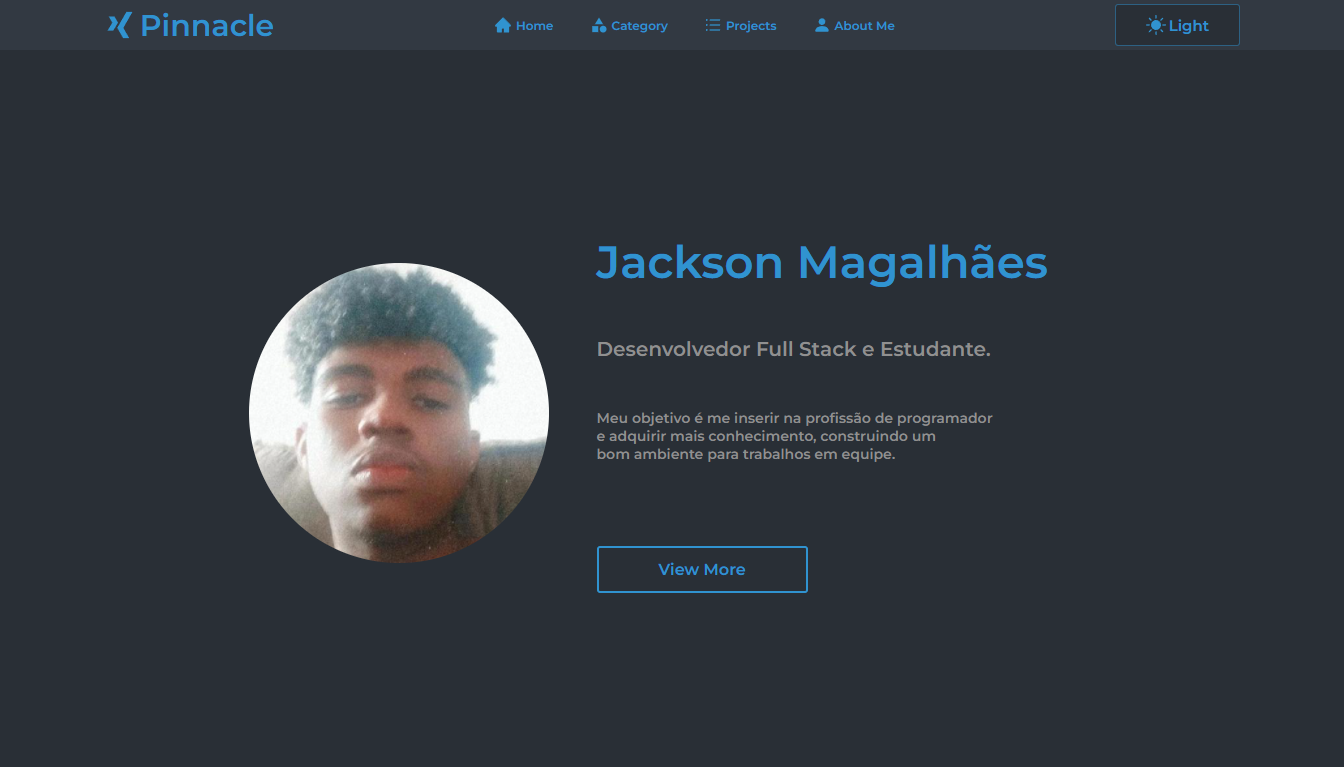 Pinnacle
Home
Category
Projects
About Me
Light
Jackson Magalhães
Desenvolvedor Full Stack e Estudante.
Meu objetivo é me inserir na profissão de programador
e adquirir mais conhecimento, construindo um
bom ambiente para trabalhos em equipe.
View More